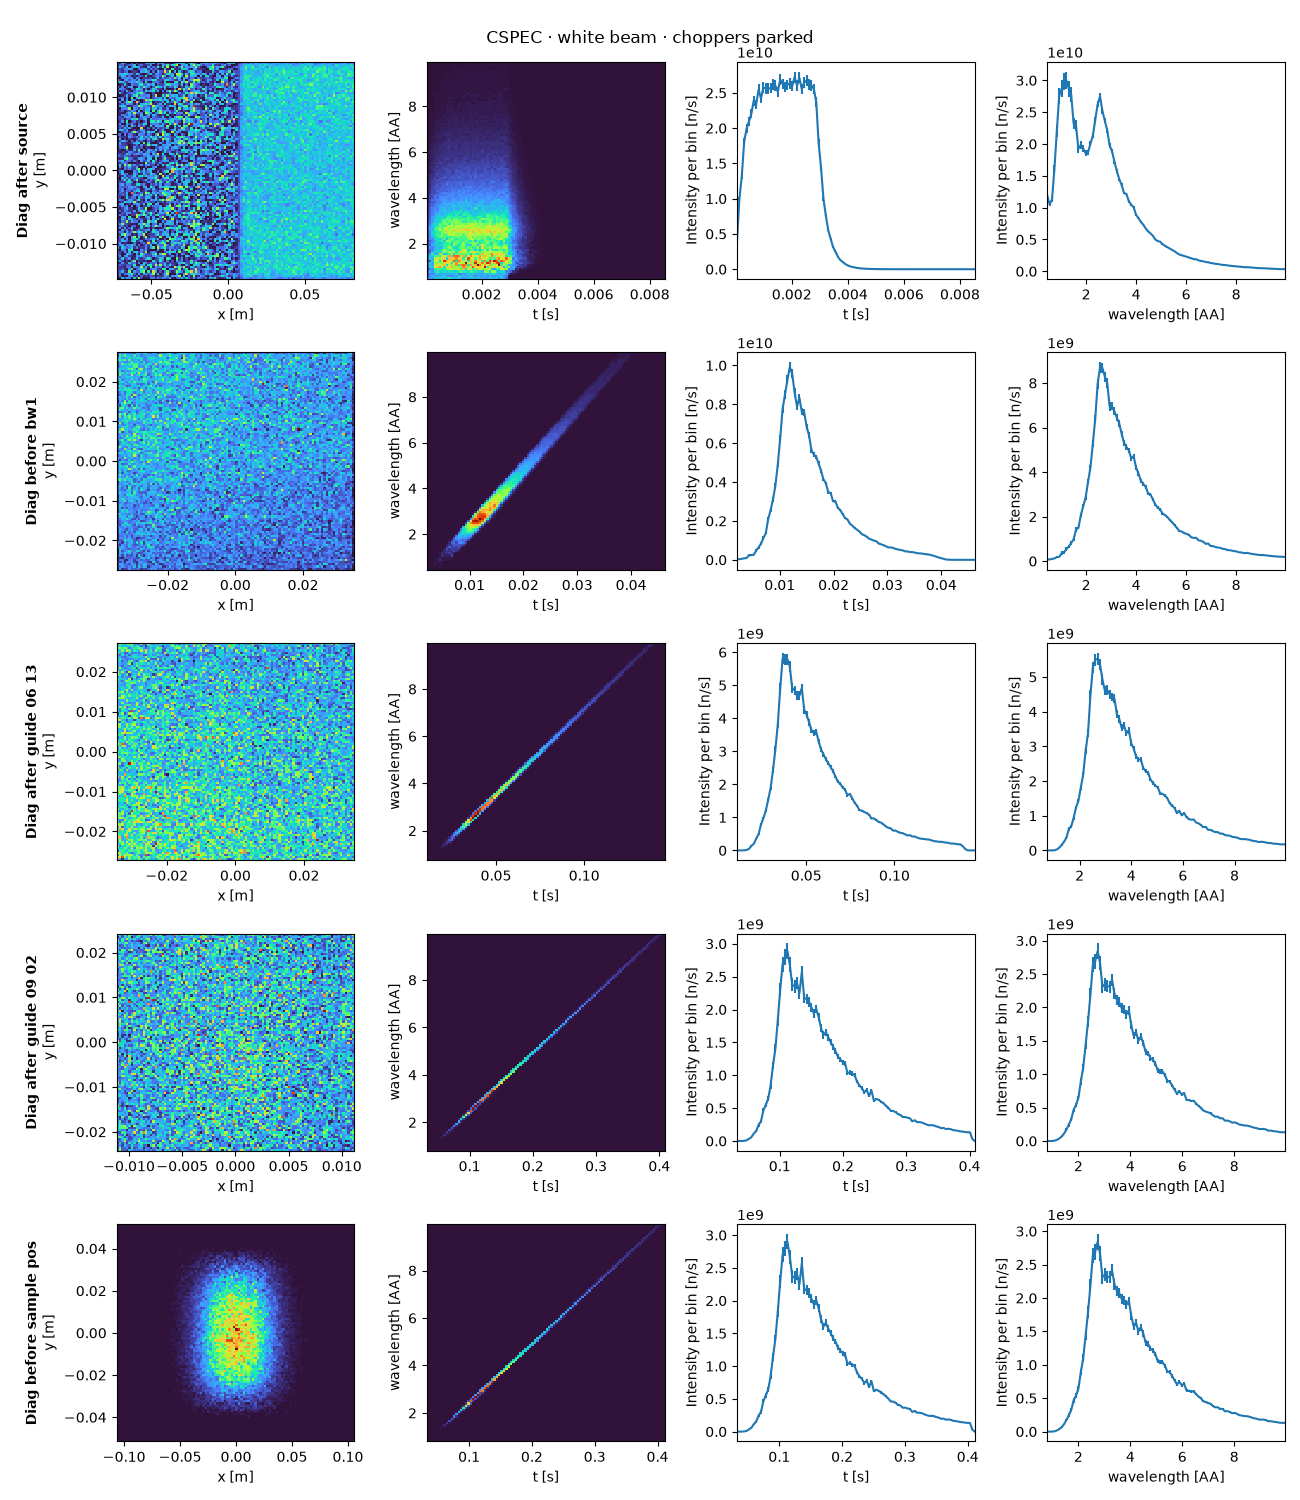 CSPEC · white beam · choppers parked
Diag after source
y [m]
0.010
0.005
0.000
−0.005
−0.010
−0.05 0.00 0.05
x [m]
wavelength [AA]
8
6
4
2
0.002 0.004 0.006 0.008
t [s]
1e10
Intensity per bin [n/s]
2.5
2.0
1.5
1.0
0.5
0.0
0.002 0.004 0.006 0.008
t [s]
1e10
Intensity per bin [n/s]
3.0
2.5
2.0
1.5
1.0
0.5
0.0
2 4 6 8
wavelength [AA]
Diag before bw1
y [m]
0.02
0.01
0.00
−0.01
−0.02
−0.02 0.00 0.02
x [m]
wavelength [AA]
8
6
4
2
0.01 0.02 0.03 0.04
t [s]
1e10
Intensity per bin [n/s]
1.0
0.8
0.6
0.4
0.2
0.0
0.01 0.02 0.03 0.04
t [s]
1e9
Intensity per bin [n/s]
8
6
4
2
0
2 4 6 8
wavelength [AA]
Diag after guide 06 13
y [m]
0.02
0.01
0.00
−0.01
−0.02
−0.02 0.00 0.02
x [m]
wavelength [AA]
8
6
4
2
0.05 0.10
t [s]
1e9
Intensity per bin [n/s]
6
5
4
3
2
1
0
0.05 0.10
t [s]
1e9
Intensity per bin [n/s]
5
4
3
2
1
0
2 4 6 8
wavelength [AA]
Diag after guide 09 02
y [m]
0.02
0.01
0.00
−0.01
−0.02
−0.010 −0.005 0.000 0.005 0.010
x [m]
wavelength [AA]
8
6
4
2
0.1 0.2 0.3 0.4
t [s]
1e9
Intensity per bin [n/s]
3.0
2.5
2.0
1.5
1.0
0.5
0.0
0.1 0.2 0.3 0.4
t [s]
1e9
Intensity per bin [n/s]
3.0
2.5
2.0
1.5
1.0
0.5
0.0
2 4 6 8
wavelength [AA]
Diag before sample pos
y [m]
0.04
0.02
0.00
−0.02
−0.04
−0.10 −0.05 0.00 0.05 0.10
x [m]
wavelength [AA]
8
6
4
2
0.1 0.2 0.3 0.4
t [s]
1e9
Intensity per bin [n/s]
3.0
2.5
2.0
1.5
1.0
0.5
0.0
0.1 0.2 0.3 0.4
t [s]
1e9
Intensity per bin [n/s]
3.0
2.5
2.0
1.5
1.0
0.5
0.0
2 4 6 8
wavelength [AA]